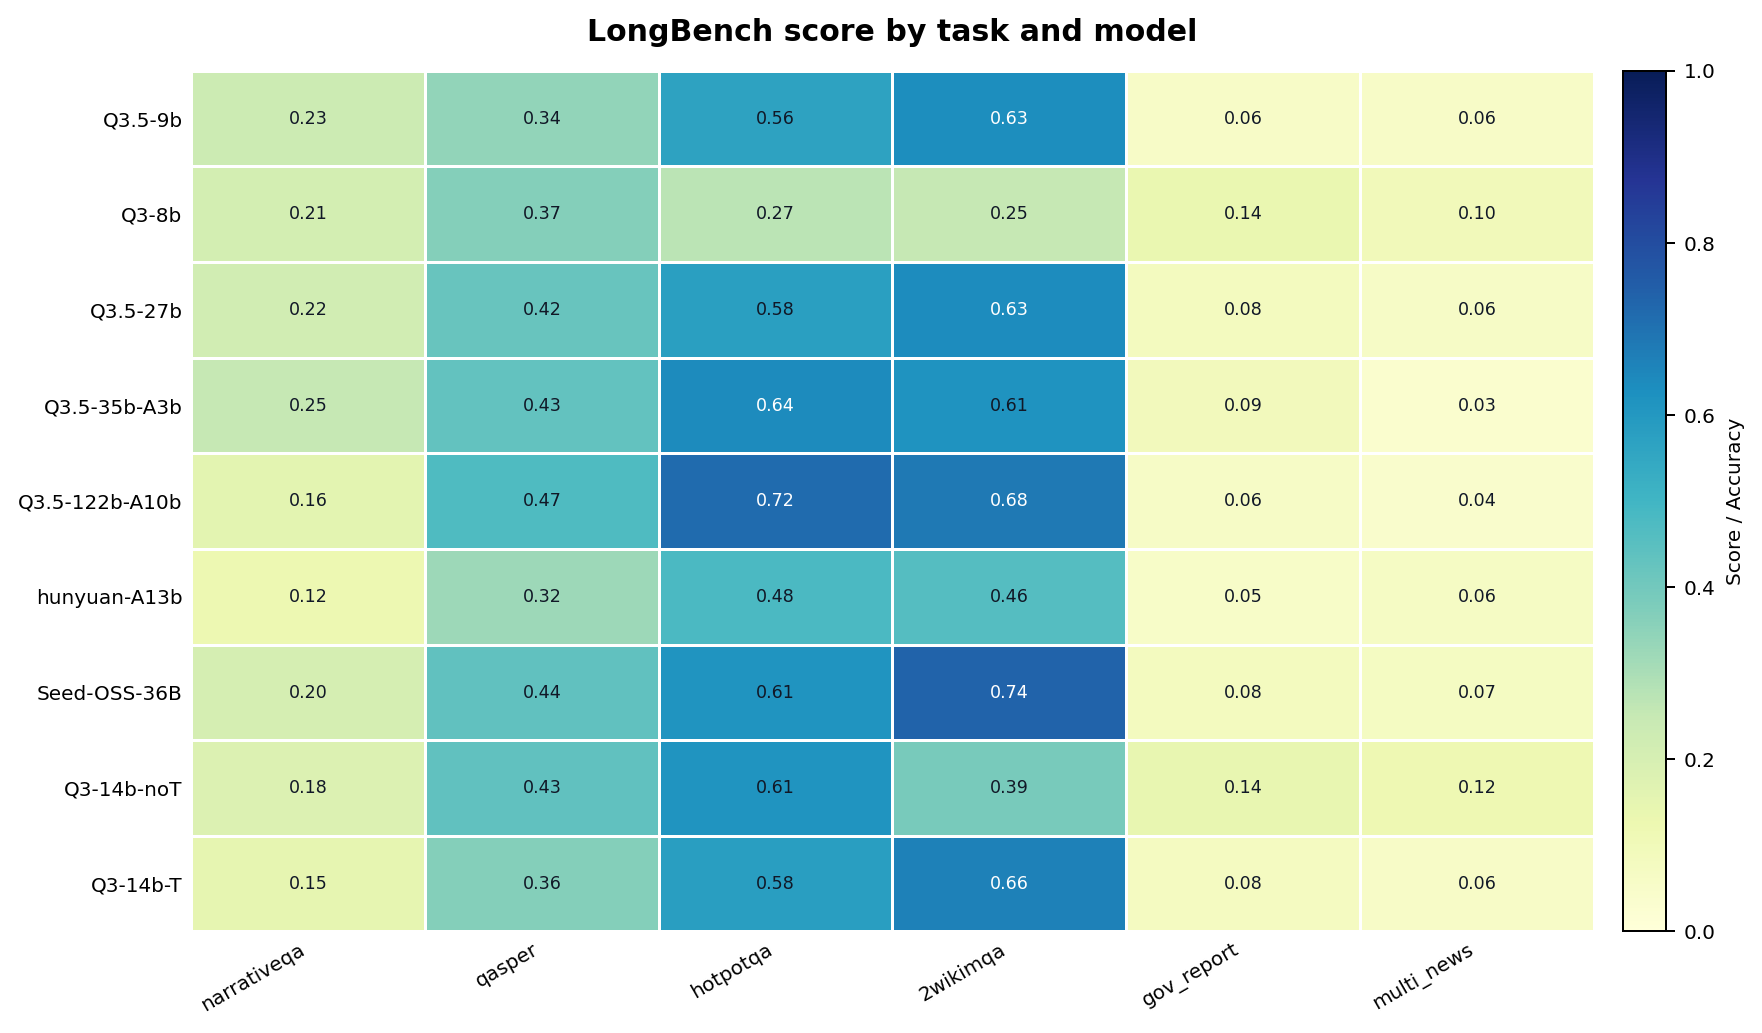 LongBench score by task and model
Q3.5-9b 0.23 0.34 0.56 0.63 0.06 0.06
Q3-8b 0.21 0.37 0.27 0.25 0.14 0.10
Q3.5-27b 0.22 0.42 0.58 0.63 0.08 0.06
Q3.5-35b-A3b 0.25 0.43 0.64 0.61 0.09 0.03
Q3.5-122b-A10b 0.16 0.47 0.72 0.68 0.06 0.04
hunyuan-A13b 0.12 0.32 0.48 0.46 0.05 0.06
Seed-OSS-36B 0.20 0.44 0.61 0.74 0.08 0.07
Q3-14b-noT 0.18 0.43 0.61 0.39 0.14 0.12
Q3-14b-T 0.15 0.36 0.58 0.66 0.08 0.06
narrativeqa qasper hotpotqa 2wikimqa gov_report multi_news
1.0
0.8
0.6
0.4
0.2
0.0
Score / Accuracy